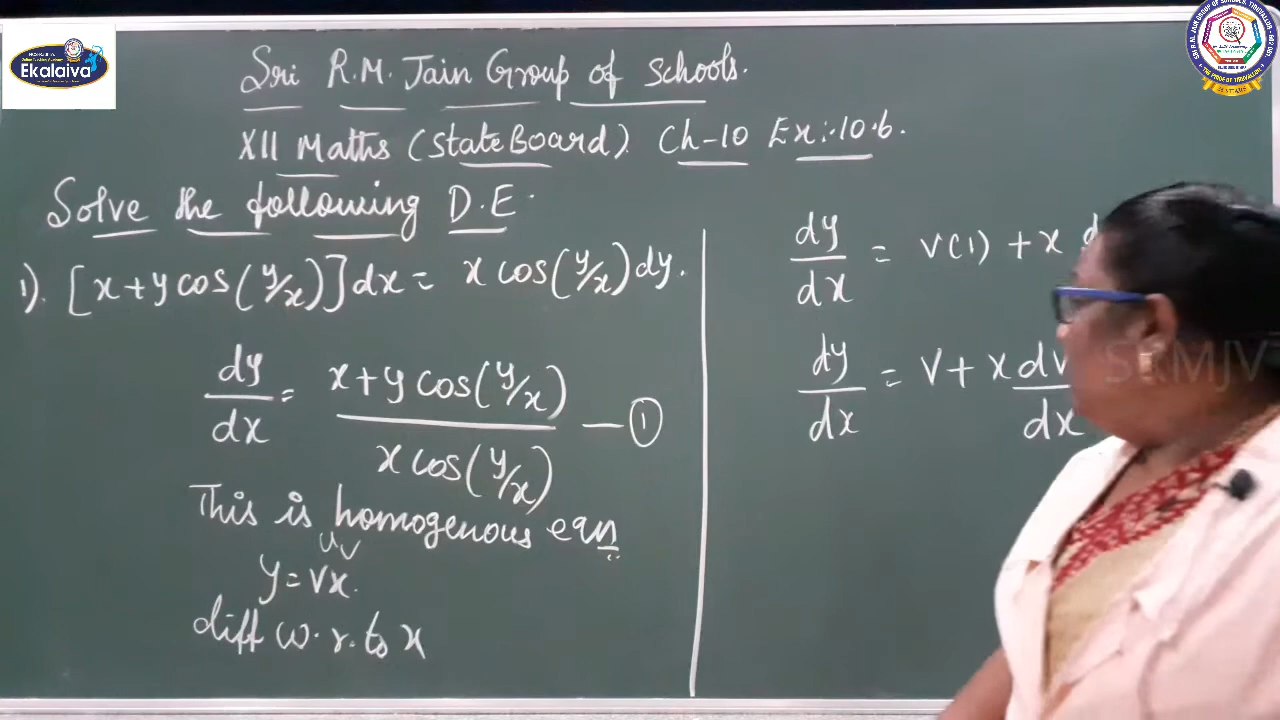 Ekalaiva
Sri R.M. Jain Group of schools.
XII Maths (State Board). Ch-10 Ex:-10.6.
Solve the following D.E.
1). [x+y cos(y/x)]dx = x cos(y/x)dy.
dy/dx = x+y cos(y/x) / x cos(y/x) — ①
This is homogenous eqn
u v
y = vx.
diff w.r.to x
dy/dx = v(1) + x d
dy/dx = v + x dv/dx
SRMJV